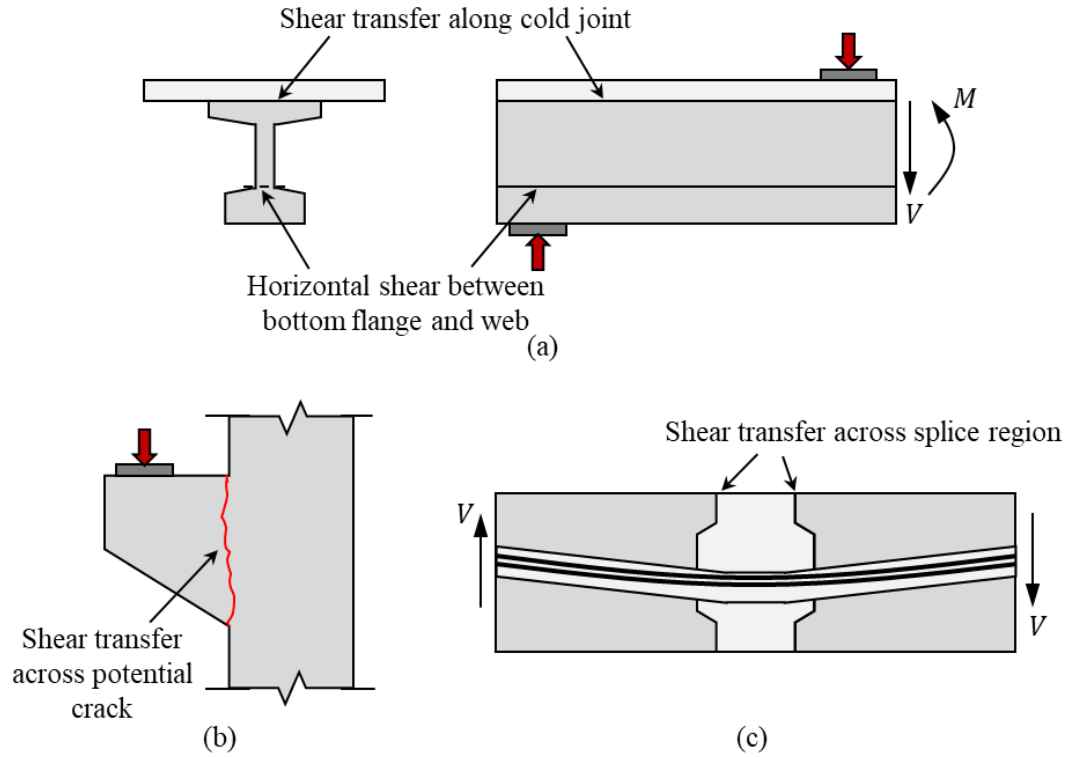 Shear transfer along cold joint
M
V
Horizontal shear between
bottom flange and web
(a)
Shear transfer across splice region
V
V
Shear transfer
across potential
crack
(b)
(c)